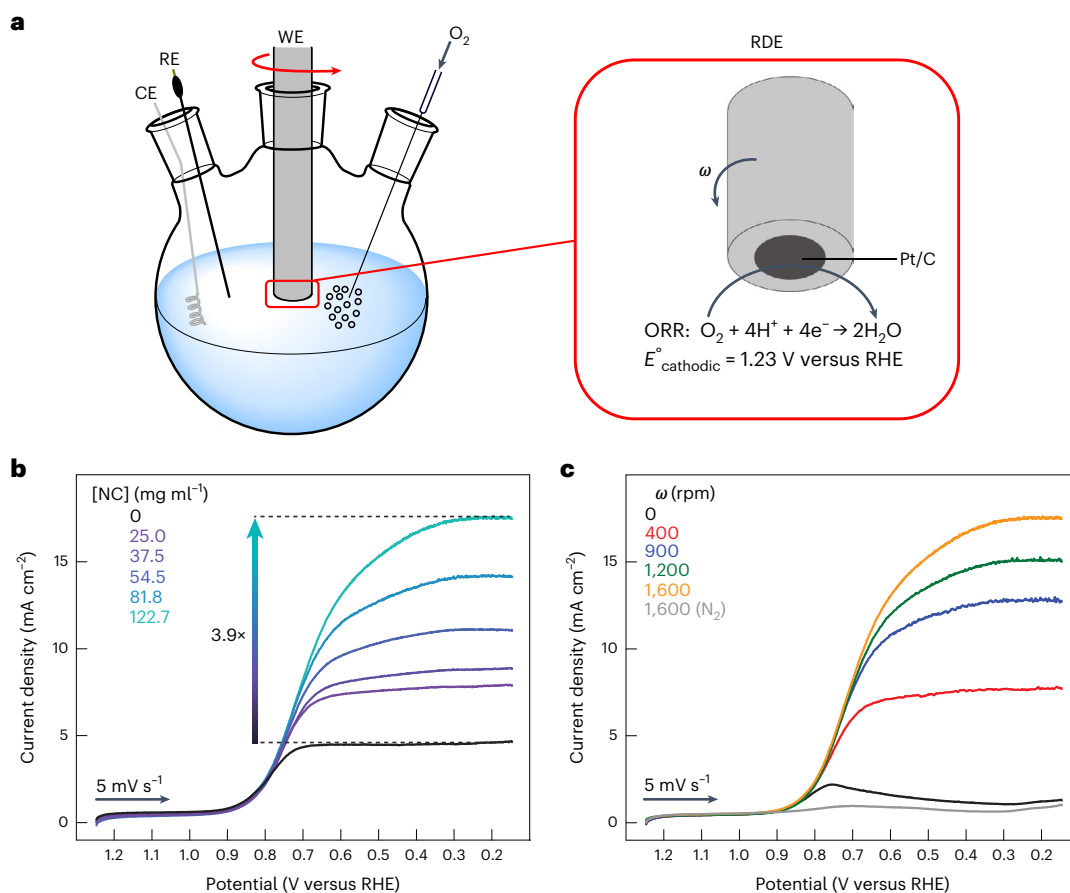 a
WE
RE
CE
O₂
RDE
ω
Pt/C
ORR: O₂ + 4H⁺ + 4e⁻ → 2H₂O
E°cathodic = 1.23 V versus RHE
b
[NC] (mg ml⁻¹)
0
25.0
37.5
54.5
81.8
122.7
3.9×
5 mV s⁻¹
Current density (mA cm⁻²)
15
10
5
0
1.2 1.1 1.0 0.9 0.8 0.7 0.6 0.5 0.4 0.3 0.2
Potential (V versus RHE)
c
ω (rpm)
0
400
900
1,200
1,600
1,600 (N₂)
5 mV s⁻¹
Current density (mA cm⁻²)
15
10
5
0
1.2 1.1 1.0 0.9 0.8 0.7 0.6 0.5 0.4 0.3 0.2
Potential (V versus RHE)